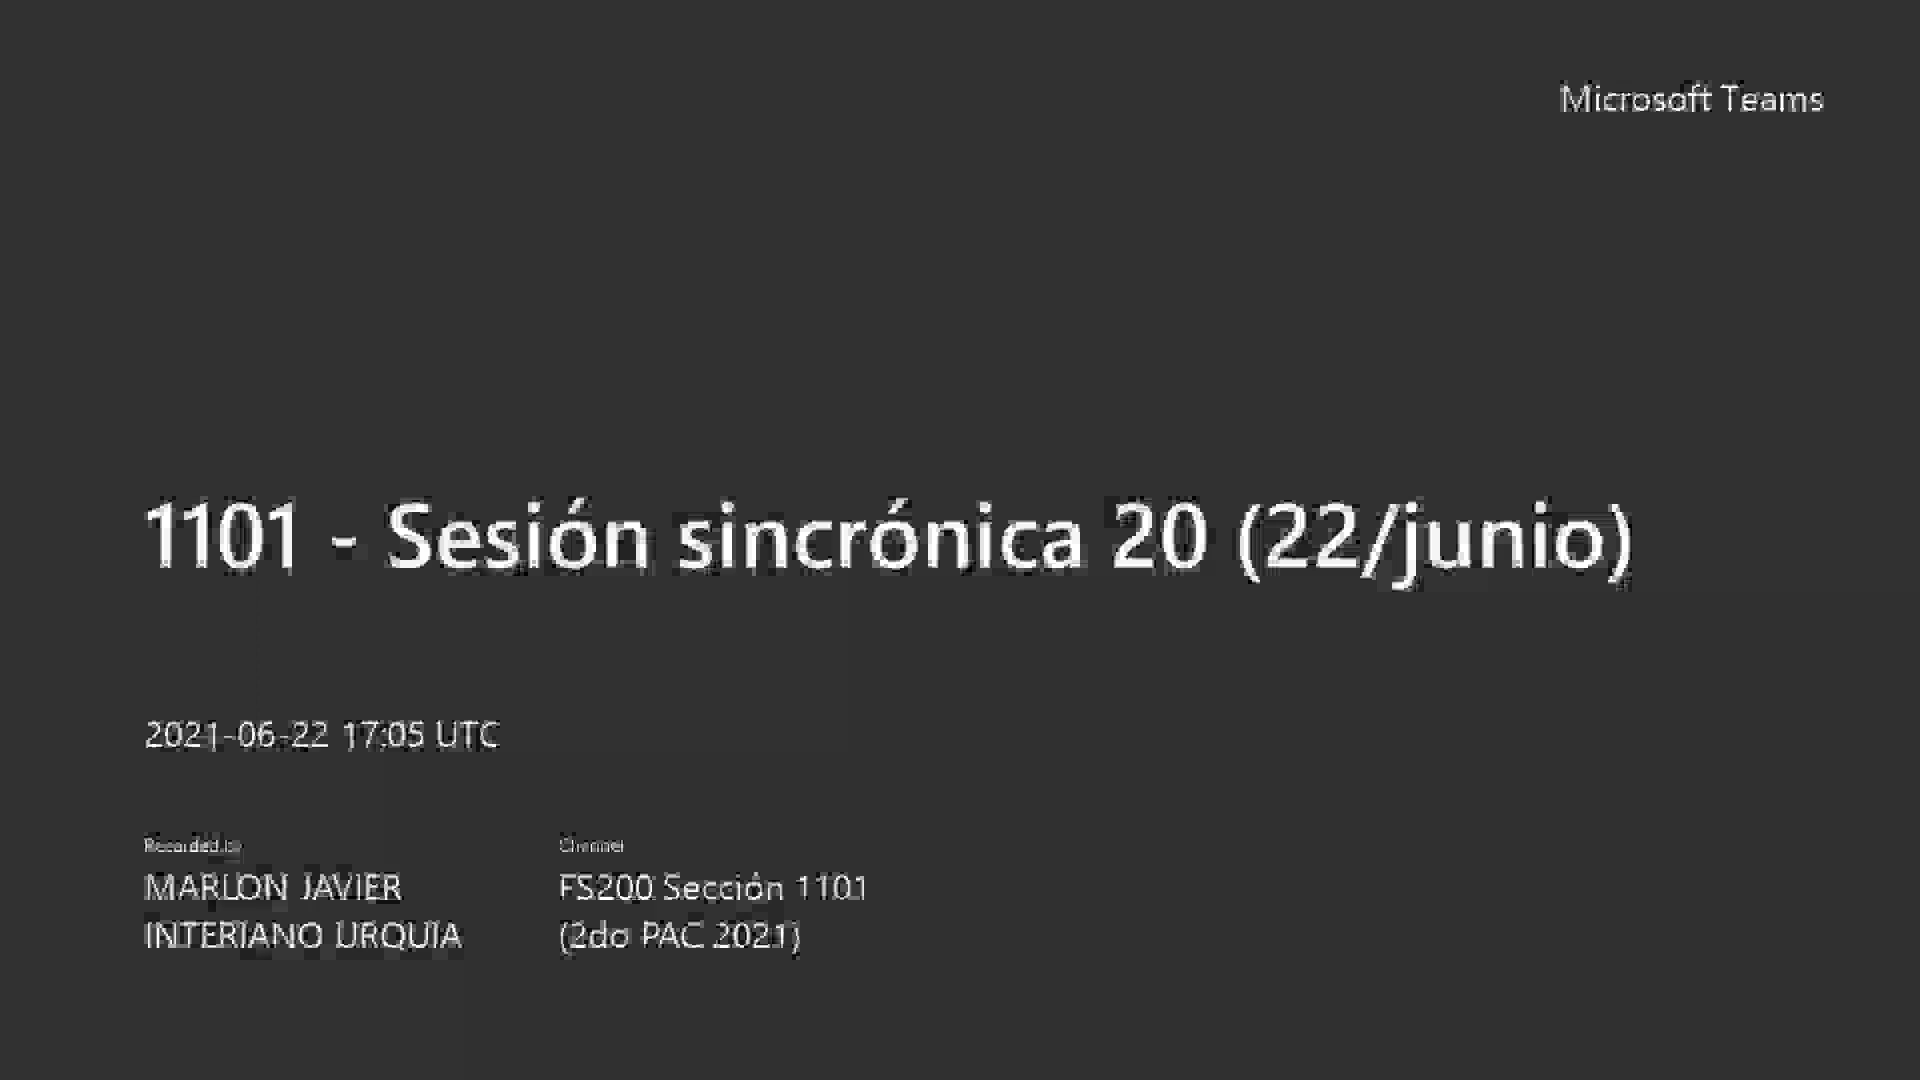 Microsoft Teams
1101 - Sesión sincrónica 20 (22/junio)
2021-06-22 17:05 UTC
Recorded by
Channel
MARLON JAVIER
INTERIANO URQUIA
FS200 Sección 1101
(2do PAC 2021)